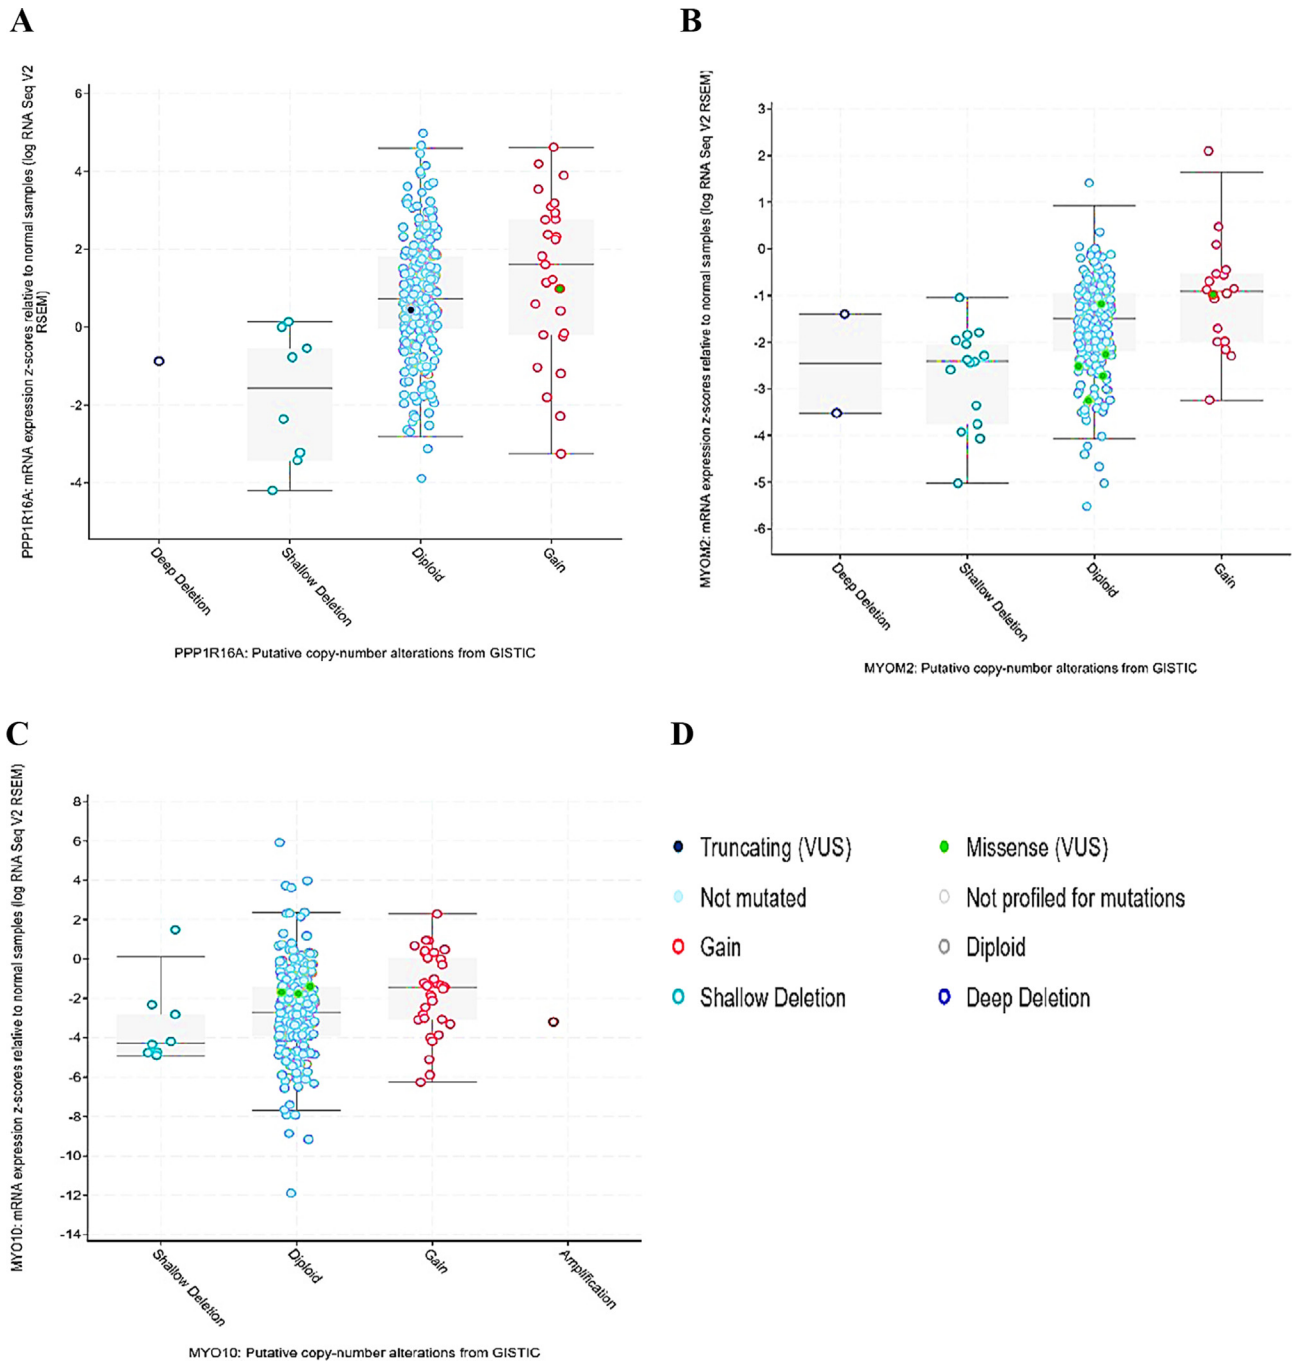 A
PPP1R16A: mRNA expression z-scores relative to normal samples (log RNA Seq V2
RSEM)
6
4
2
0
-2
-4
Deep Deletion
Shallow Deletion
Diploid
Gain
PPP1R16A: Putative copy-number alterations from GISTIC
B
MYOM2: mRNA expression z-scores relative to normal samples (log RNA Seq V2 RSEM)
3
2
1
0
-1
-2
-3
-4
-5
-6
Deep Deletion
Shallow Deletion
Diploid
Gain
MYOM2: Putative copy-number alterations from GISTIC
C
MYO10: mRNA expression z-scores relative to normal samples (log RNA Seq V2 RSEM)
8
6
4
2
0
-2
-4
-6
-8
-10
-12
-14
Shallow Deletion
Diploid
Gain
Amplification
MYO10: Putative copy-number alterations from GISTIC
D
Truncating (VUS)
Missense (VUS)
Not mutated
Not profiled for mutations
Gain
Diploid
Shallow Deletion
Deep Deletion